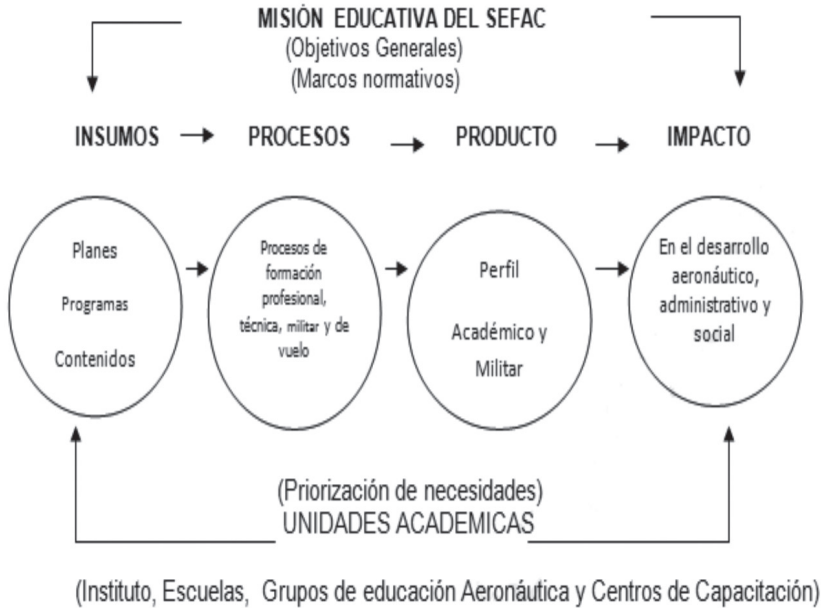 MISIÓN EDUCATIVA DEL SEFAC
(Objetivos Generales)
(Marcos normativos)
INSUMOS
PROCESOS
PRODUCTO
IMPACTO
Planes
Programas
Contenidos
Procesos de
formación
profesional,
técnica, militar y de
vuelo
Perfil
Académico y
Militar
En el desarrollo
aeronáutico,
administrativo y
social
(Priorización de necesidades)
UNIDADES ACADEMICAS
(Instituto, Escuelas, Grupos de educación Aeronáutica y Centros de Capacitación)